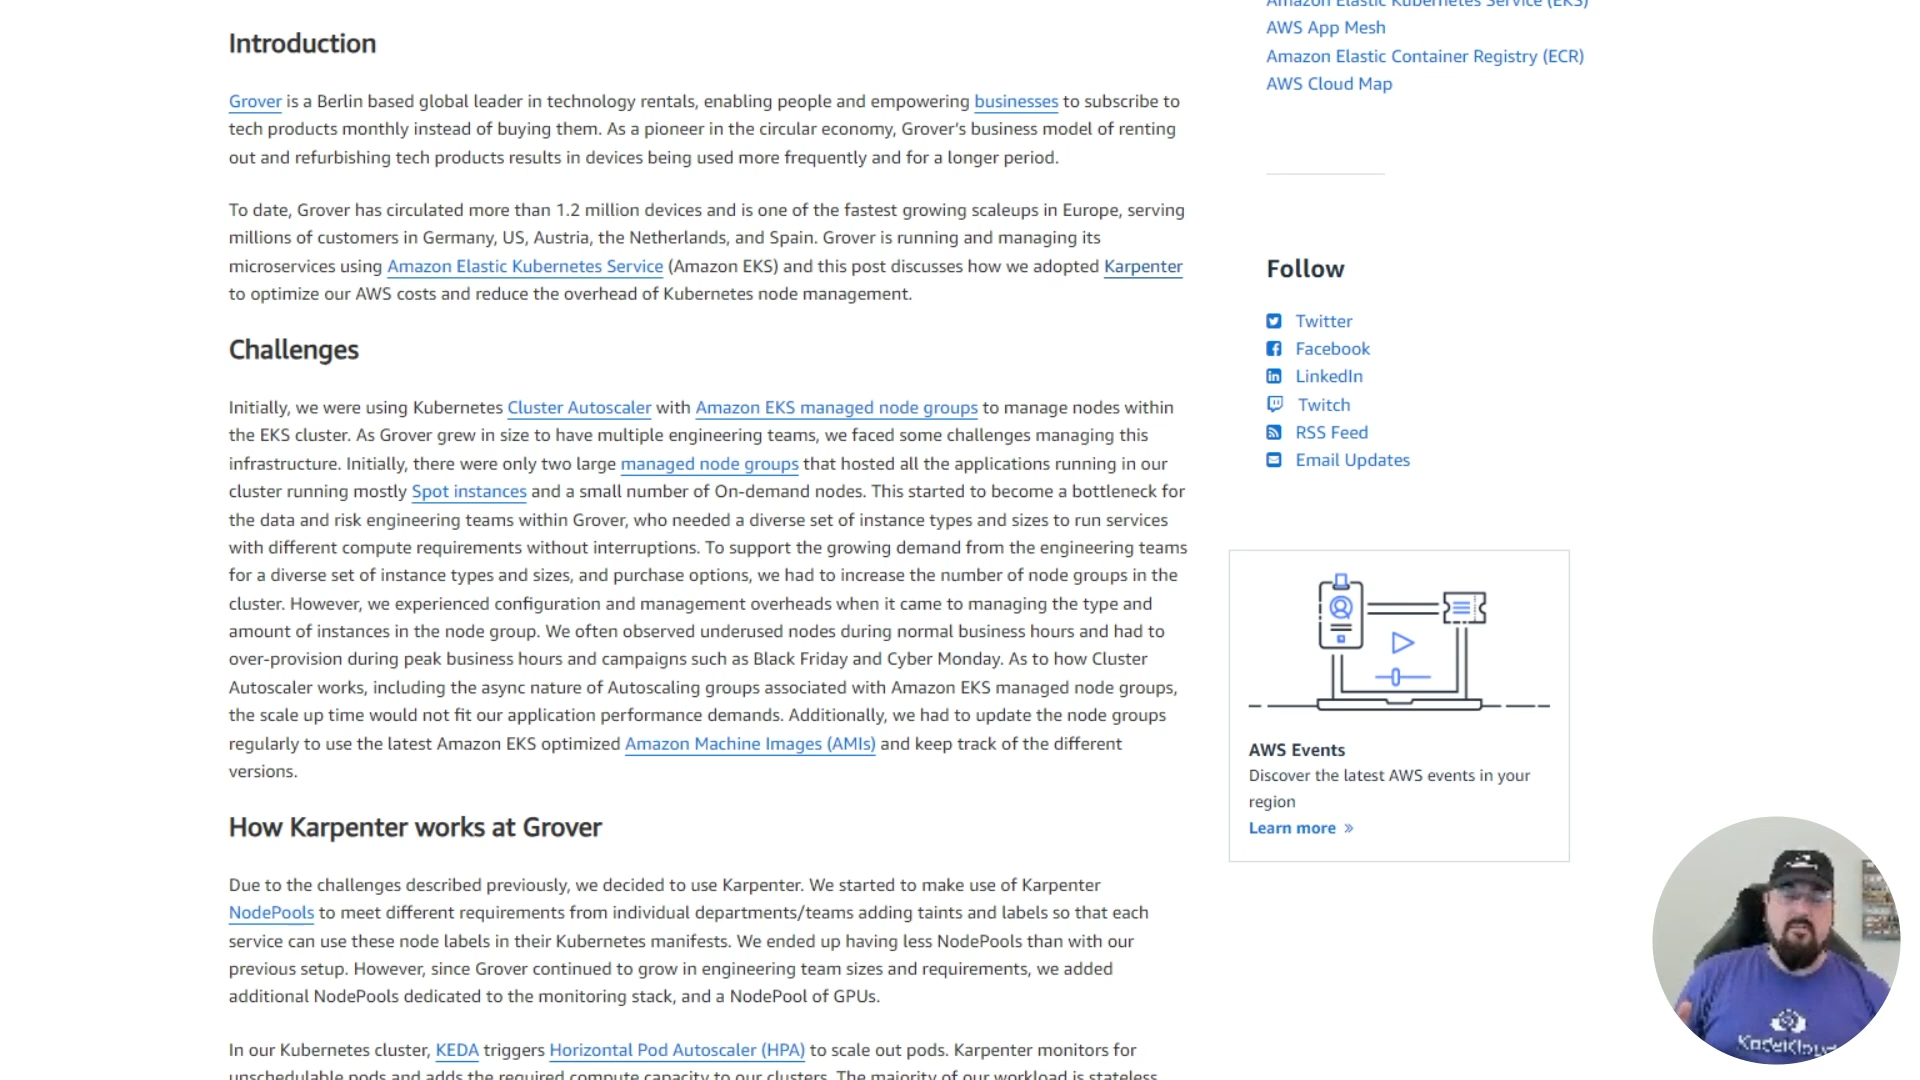 Introduction
Grover is a Berlin based global leader in technology rentals, enabling people and empowering businesses to subscribe to
tech products monthly instead of buying them. As a pioneer in the circular economy, Grover's business model of renting
out and refurbishing tech products results in devices being used more frequently and for a longer period.
To date, Grover has circulated more than 1.2 million devices and is one of the fastest growing scaleups in Europe, serving
millions of customers in Germany, US, Austria, the Netherlands, and Spain. Grover is running and managing its
microservices using Amazon Elastic Kubernetes Service (Amazon EKS) and this post discusses how we adopted Karpenter
to optimize our AWS costs and reduce the overhead of Kubernetes node management.
Challenges
Initially, we were using Kubernetes Cluster Autoscaler with Amazon EKS managed node groups to manage nodes within
the EKS cluster. As Grover grew in size to have multiple engineering teams, we faced some challenges managing this
infrastructure. Initially, there were only two large managed node groups that hosted all the applications running in our
cluster running mostly Spot instances and a small number of On-demand nodes. This started to become a bottleneck for
the data and risk engineering teams within Grover, who needed a diverse set of instance types and sizes to run services
with different compute requirements without interruptions. To support the growing demand from the engineering teams
for a diverse set of instance types and sizes, and purchase options, we had to increase the number of node groups in the
cluster. However, we experienced configuration and management overheads when it came to managing the type and
amount of instances in the node group. We often observed underused nodes during normal business hours and had to
over-provision during peak business hours and campaigns such as Black Friday and Cyber Monday. As to how Cluster
Autoscaler works, including the async nature of Autoscaling groups associated with Amazon EKS managed node groups,
the scale up time would not fit our application performance demands. Additionally, we had to update the node groups
regularly to use the latest Amazon EKS optimized Amazon Machine Images (AMIs) and keep track of the different
versions.
How Karpenter works at Grover
Due to the challenges described previously, we decided to use Karpenter. We started to make use of Karpenter
NodePools to meet different requirements from individual departments/teams adding taints and labels so that each
service can use these node labels in their Kubernetes manifests. We ended up having less NodePools than with our
previous setup. However, since Grover continued to grow in engineering team sizes and requirements, we added
additional NodePools dedicated to the monitoring stack, and a NodePool of GPUs.
In our Kubernetes cluster, KEDA triggers Horizontal Pod Autoscaler (HPA) to scale out pods. Karpenter monitors for
unschedulable pods and adds the required compute capacity to our clusters. The majority of our workload is stateless
Amazon Elastic Kubernetes Service (EKS)
AWS App Mesh
Amazon Elastic Container Registry (ECR)
AWS Cloud Map
Follow
Twitter
Facebook
LinkedIn
Twitch
RSS Feed
Email Updates
AWS Events
Discover the latest AWS events in your
region
Learn more »
KodeKloud